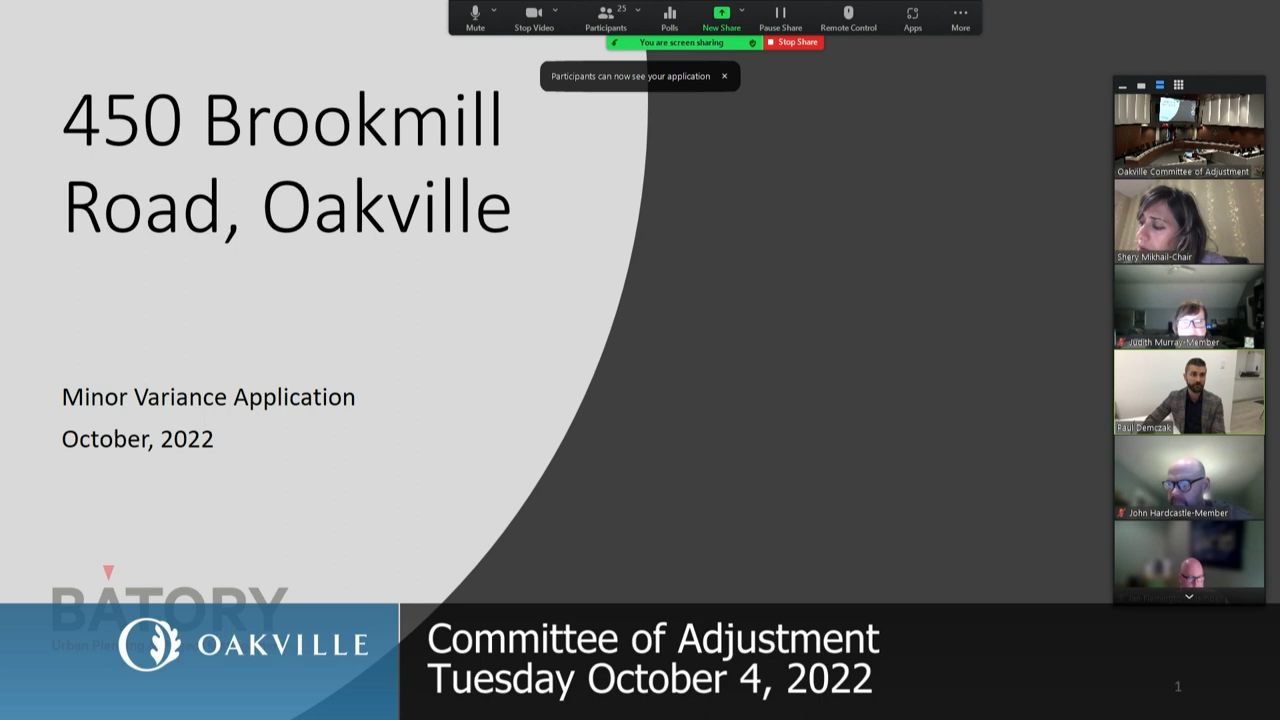 25
Mute
Stop Video
Participants
Polls
New Share
Pause Share
Remote Control
Apps
More
You are screen sharing
Stop Share
Participants can now see your application
450 Brookmill
Road, Oakville
Minor Variance Application
October, 2022
Oakville Committee of Adjustment
Shery Mikhail-Chair
Judith Murray-Member
Paul Demczak
John Hardcastle-Member
BATORY
OAKVILLE
Committee of Adjustment
Tuesday October 4, 2022
1